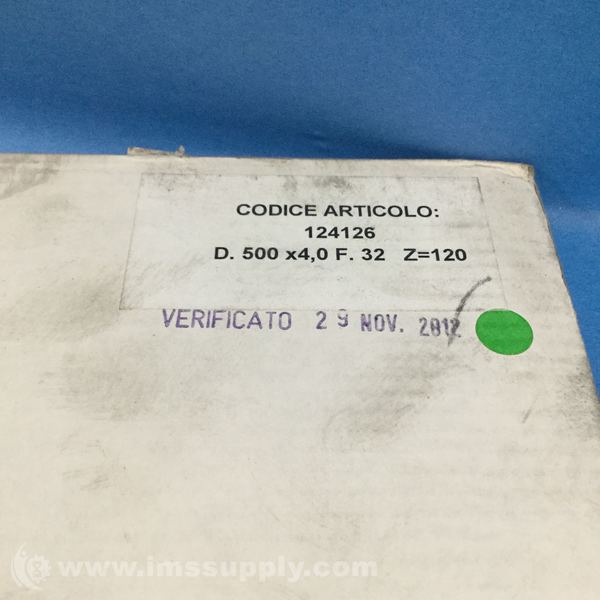 CODICE ARTICOLO:
124126
D. 500 x4,0 F. 32 Z=120
VERIFICATO 29 NOV. 2012
www.imssupply.com